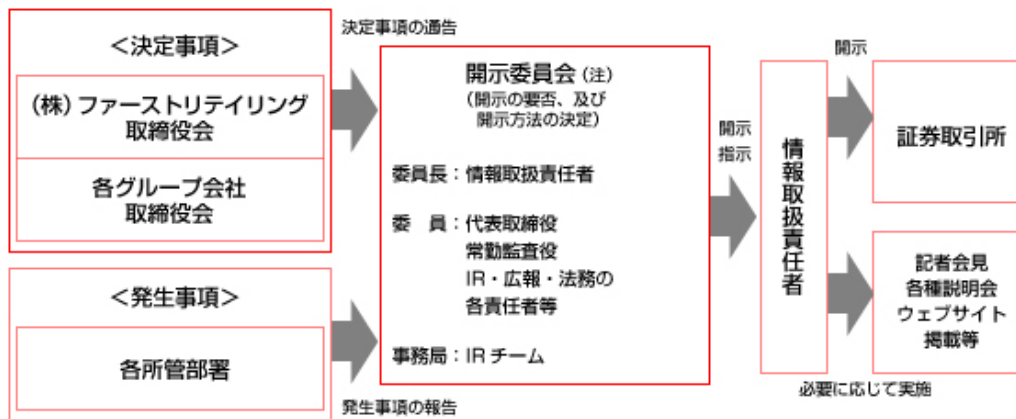 <決定事項>
(株)ファーストリテイリング
取締役会
各グループ会社
取締役会
<発生事項>
各所管部署
決定事項の通告
発生事項の報告
開示委員会(注)
(開示の要否、及び
開示方法の決定)
委員長:情報取扱責任者
委 員:代表取締役
常勤監査役
IR・広報・法務の
各責任者等
事務局:IRチーム
開示
指示
情報取扱責任者
開示
証券取引所
記者会見
各種説明会
ウェブサイト
掲載等
必要に応じて実施